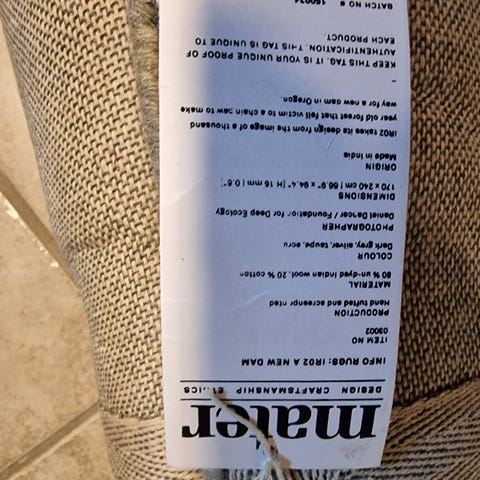 mater
DESIGN CRAFTSMANSHIP ETHICS
INFO RUGS: IR02 A NEW DAM
ITEM NO
03002
PRODUCTION
Hand tufted and screenprinted
MATERIAL
80 % un-dyed Indian wool, 20 % cotton
COLOUR
Dark grey, silver, taupe, ecru
PHOTOGRAPHER
Daniel Dancer / Foundation for Deep Ecology
DIMENSIONS
170 x 240 cm | 66.9" x 94.4" (H 16 mm | 0.6")
ORIGIN
Made in India
IR02 takes its design from the image of a thousand
year old forest that fell victim to a chain saw to make
way for a new dam in Oregon
–
KEEP THIS TAG. IT IS YOUR UNIQUE PROOF OF
AUTHENTIFICATION. THIS TAG IS UNIQUE TO
EACH PRODUCT.
BATCH NO #